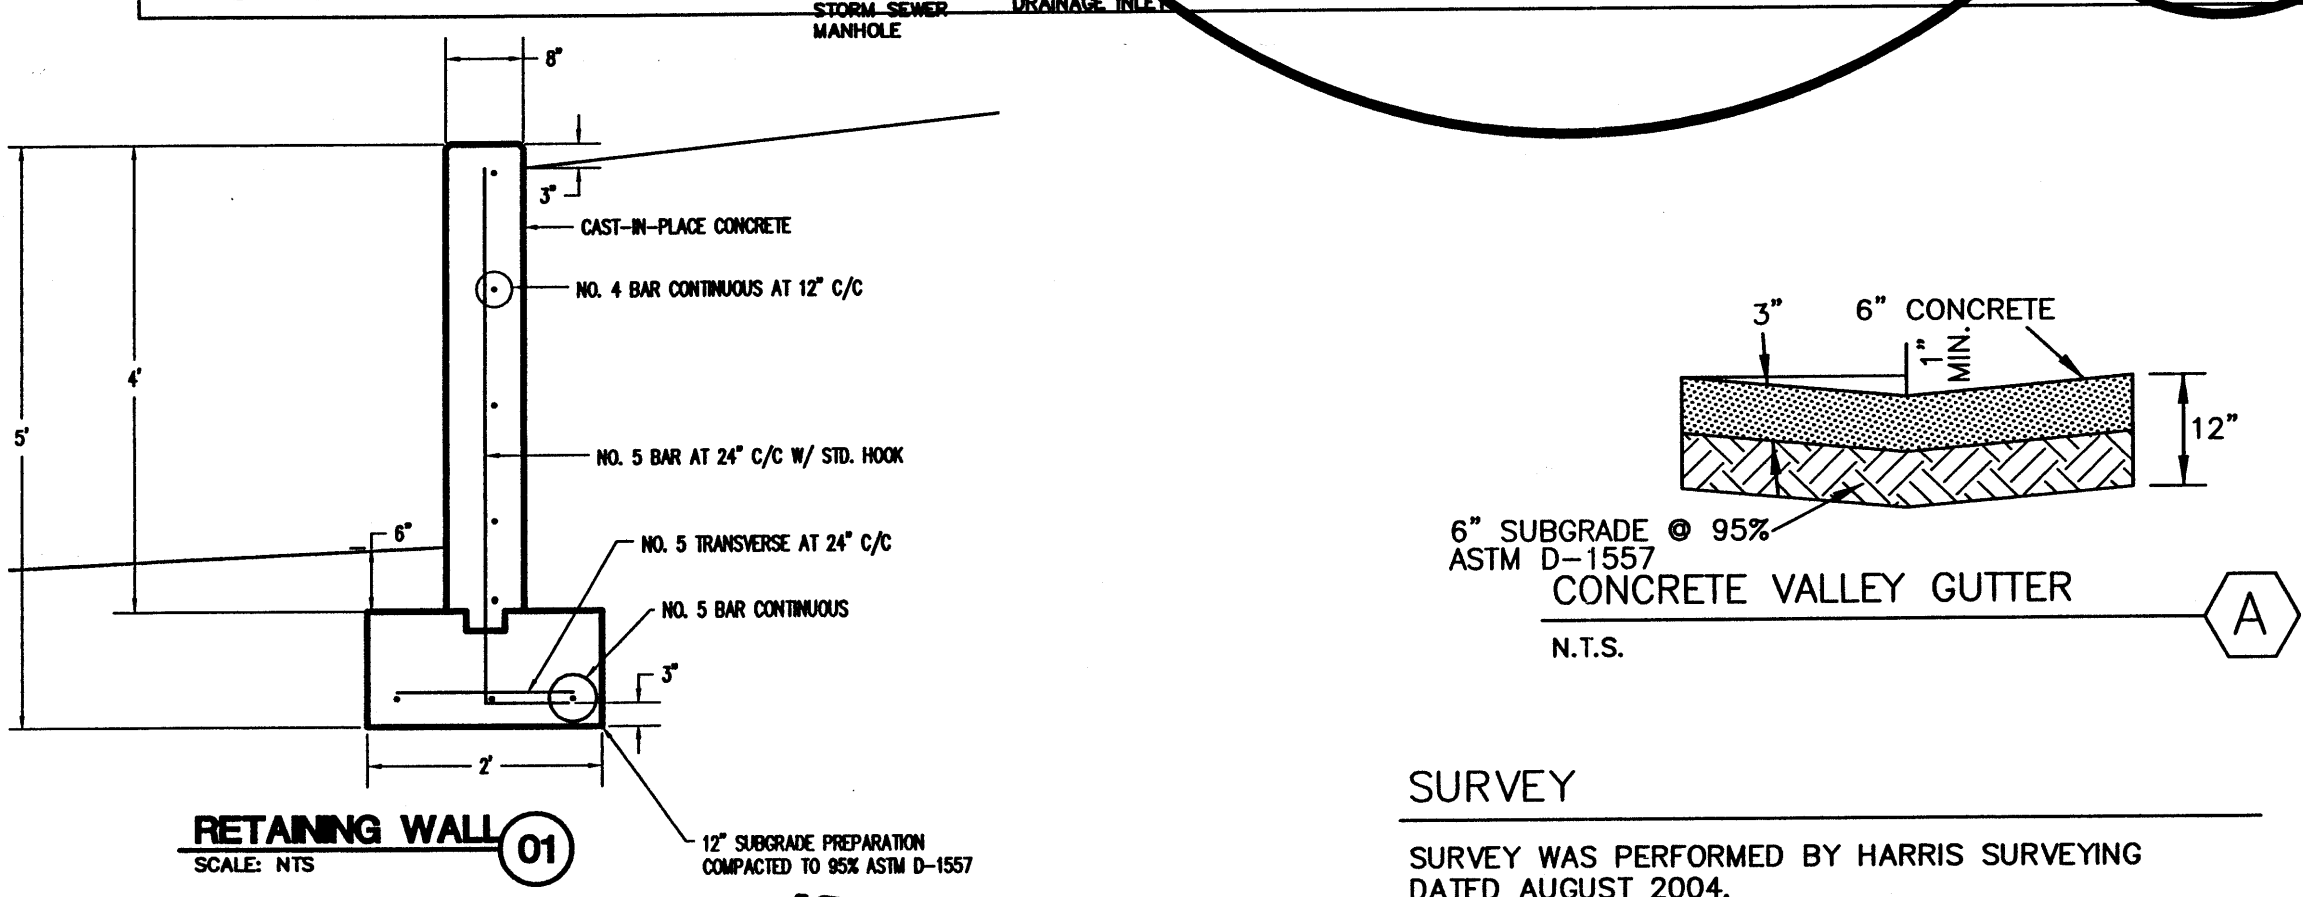 STORM SEWER
MANHOLE
DRAINAGE INLET
8"
3"
CAST-IN-PLACE CONCRETE
NO. 4 BAR CONTINUOUS AT 12" C/C
4'
5'
NO. 5 BAR AT 24" C/C W/ STD. HOOK
6"
NO. 5 TRANSVERSE AT 24" C/C
NO. 5 BAR CONTINUOUS
3"
2'
RETAINING WALL
01
SCALE: NTS
12" SUBGRADE PREPARATION
COMPACTED TO 95% ASTM D-1557
3"
6" CONCRETE
1"
MIN.
12"
6" SUBGRADE @ 95%
ASTM D-1557
CONCRETE VALLEY GUTTER
A
N.T.S.
SURVEY
SURVEY WAS PERFORMED BY HARRIS SURVEYING
DATED AUGUST 2004.